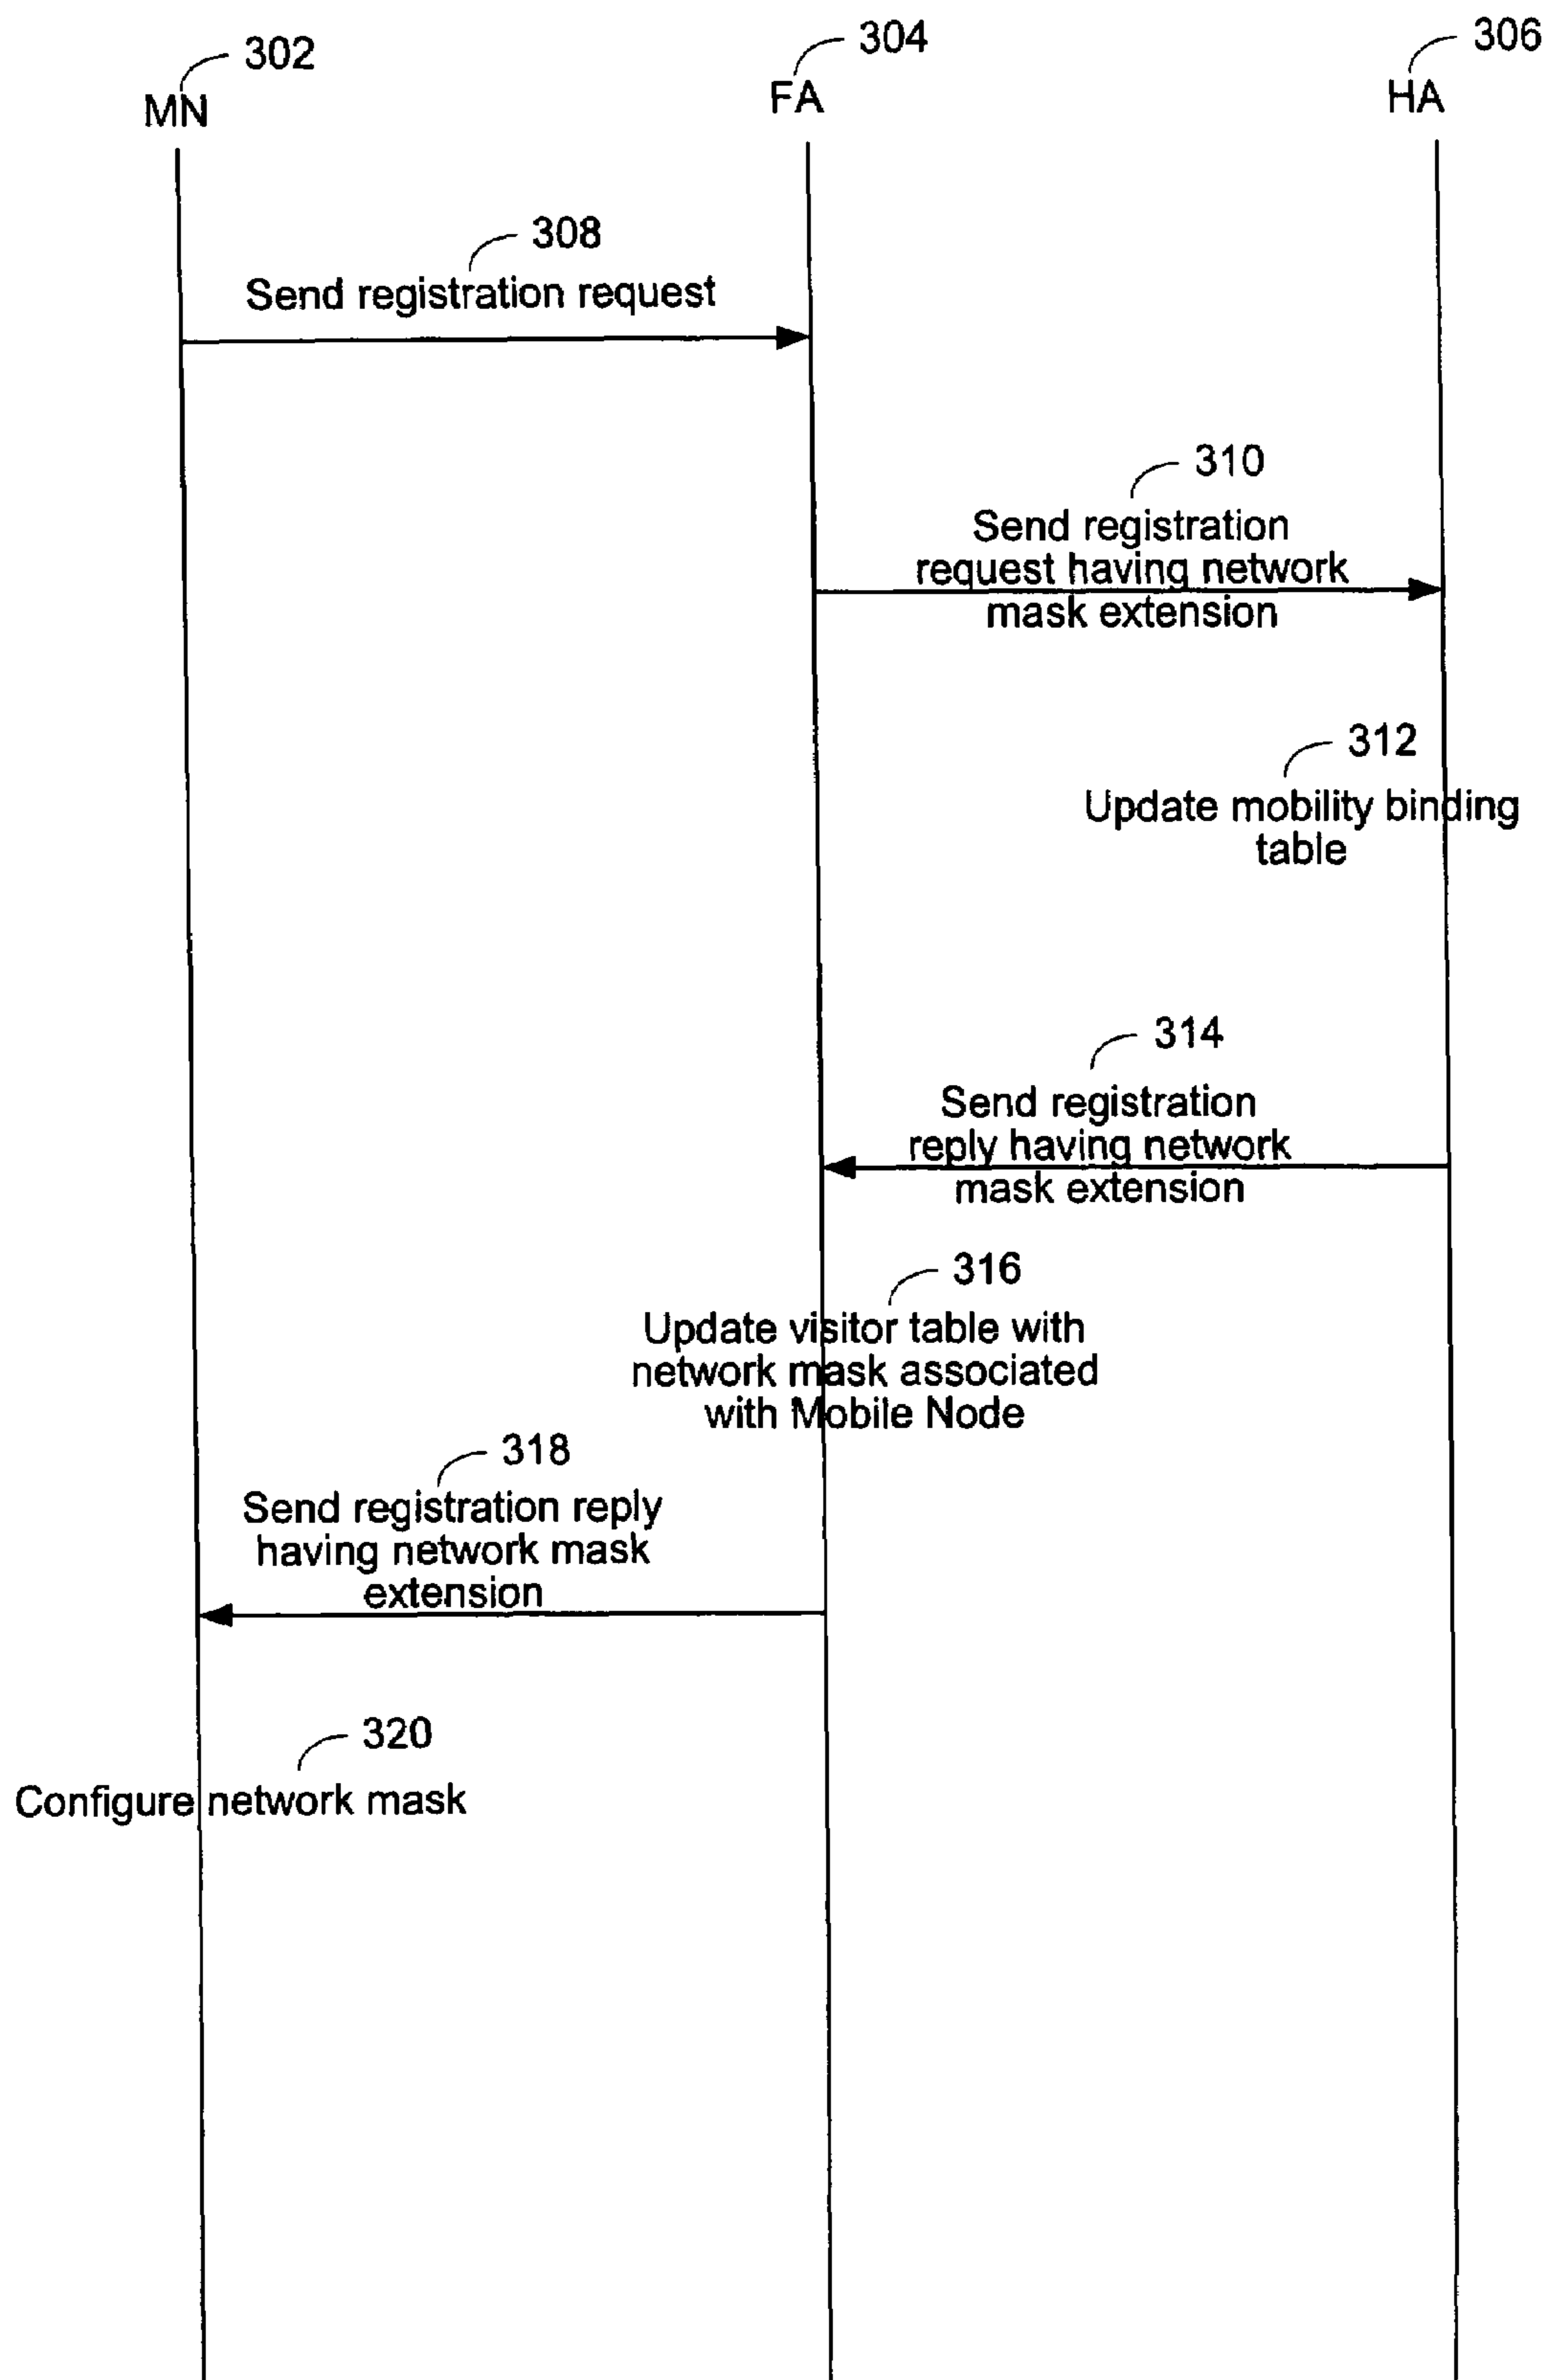 302
304
306
MN
FA
HA
308
Send registration request
310
Send registration
request having network
mask extension
312
Update mobility binding
table
314
Send registration
reply having network
mask extension
316
Update visitor table with
network mask associated
with Mobile Node
318
Send registration reply
having network mask
extension
320
Configure network mask